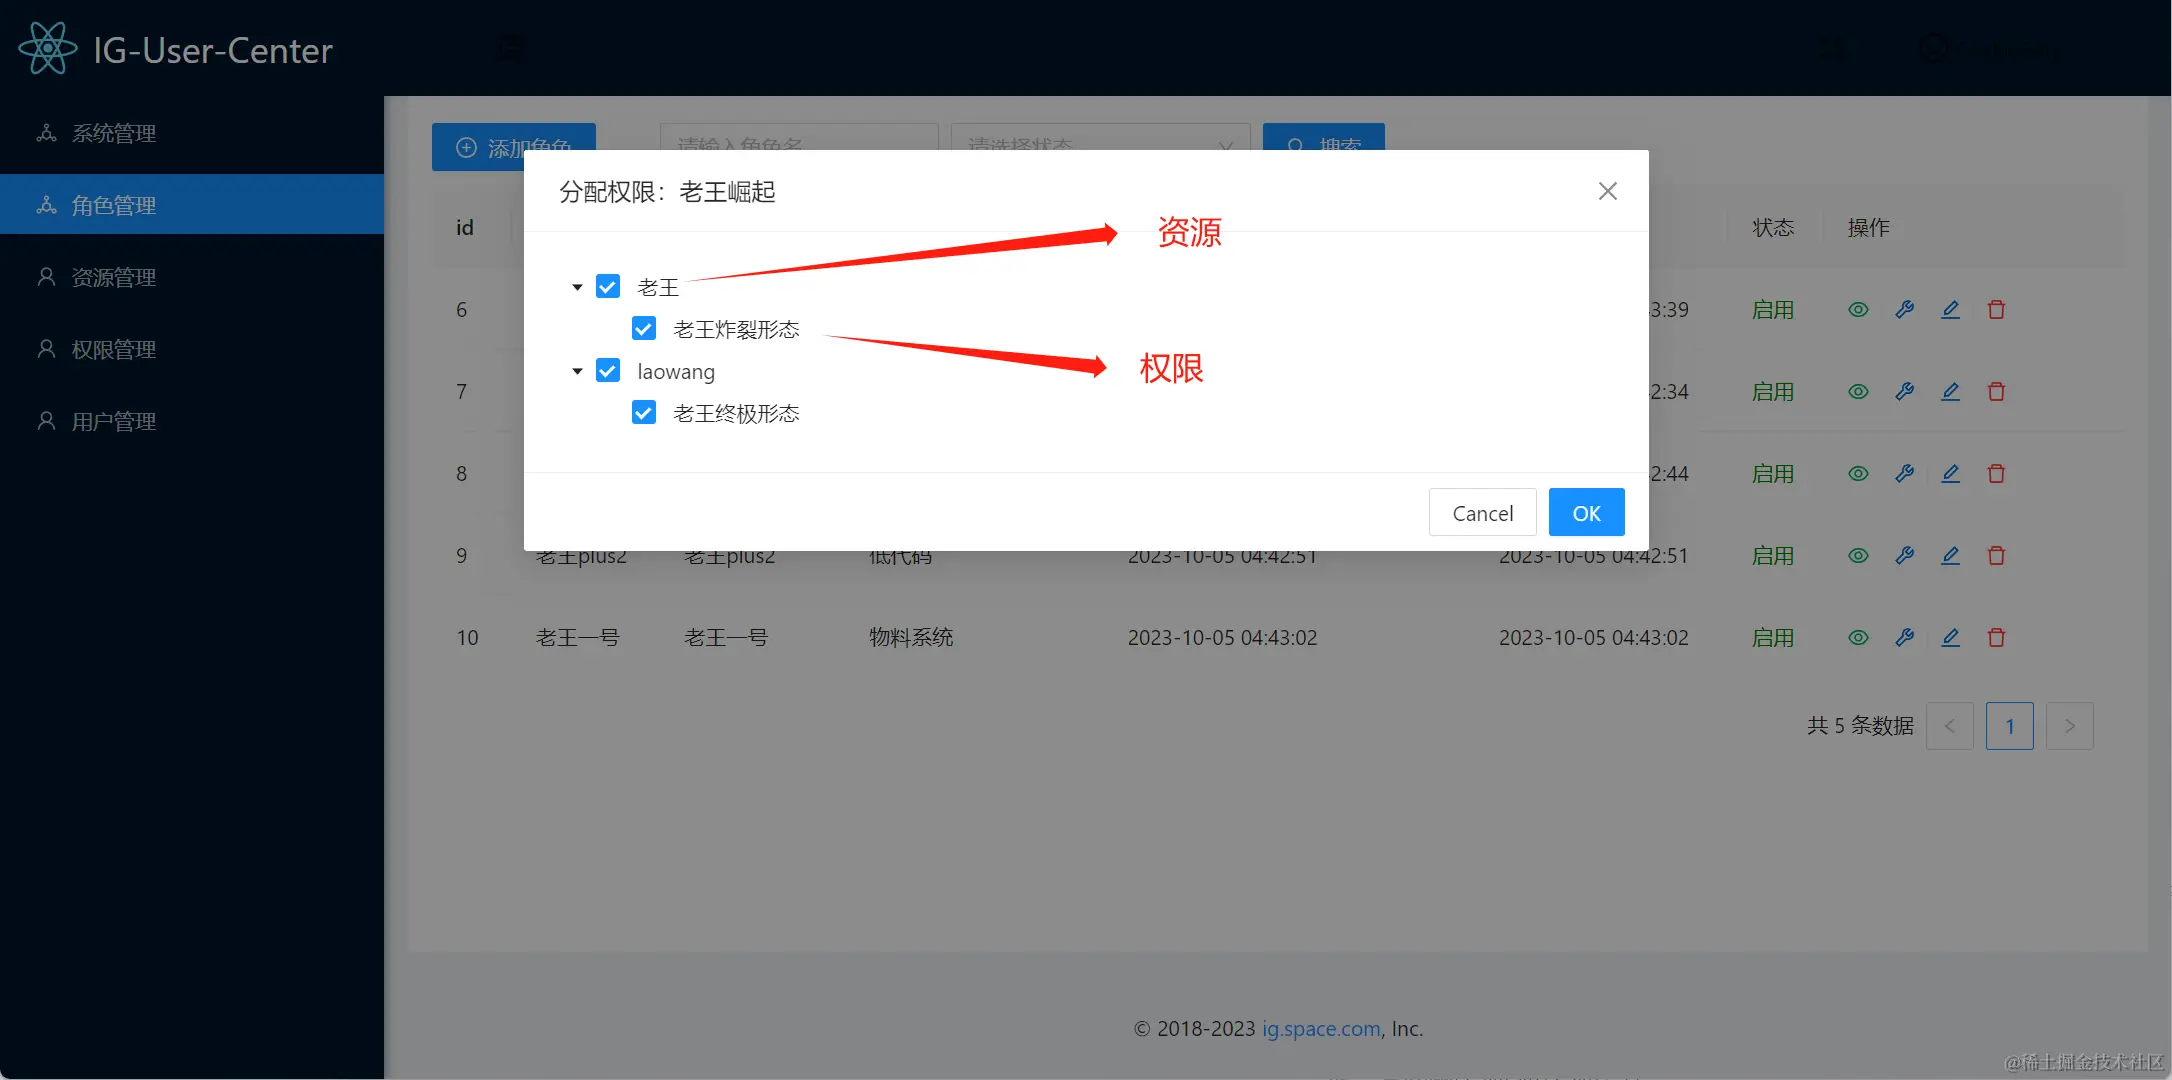 IG-User-Center
系统管理
角色管理
资源管理
权限管理
用户管理
添加角色
请输入角色名
请选择状态
搜索
分配权限：老王崛起
资源
老王
老王炸裂形态
权限
laowang
老王终极形态
Cancel
OK
id 状态 操作
6 3:39 启用
7 2:34 启用
8 2:44 启用
9 老王plus2 老王plus2 低代码 2023-10-05 04:42:51 2023-10-05 04:42:51 启用
10 老王一号 老王一号 物料系统 2023-10-05 04:43:02 2023-10-05 04:43:02 启用
共 5 条数据 < 1 >
© 2018-2023 ig.space.com, Inc.
@稀土掘金技术社区